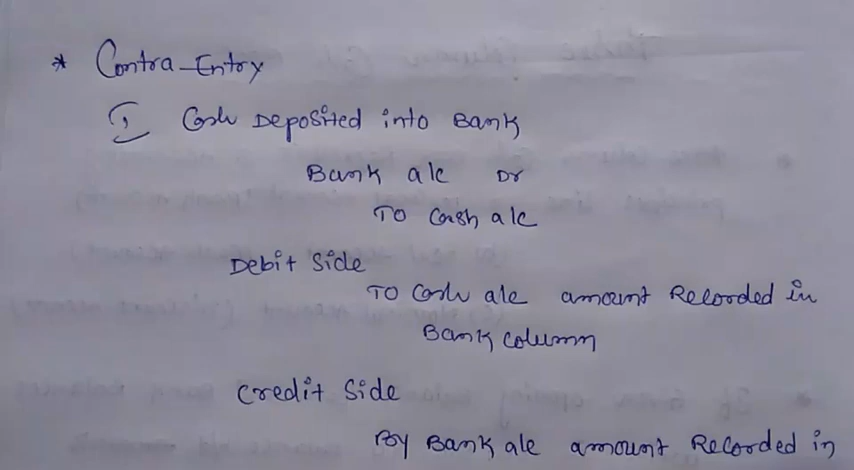 * Contra-Entry
① Cash Deposited into Bank
Bank a/c Dr
To Cash a/c
Debit Side
To Cash a/c amount Recorded in
Bank column
Credit Side
By Bank a/c amount Recorded in